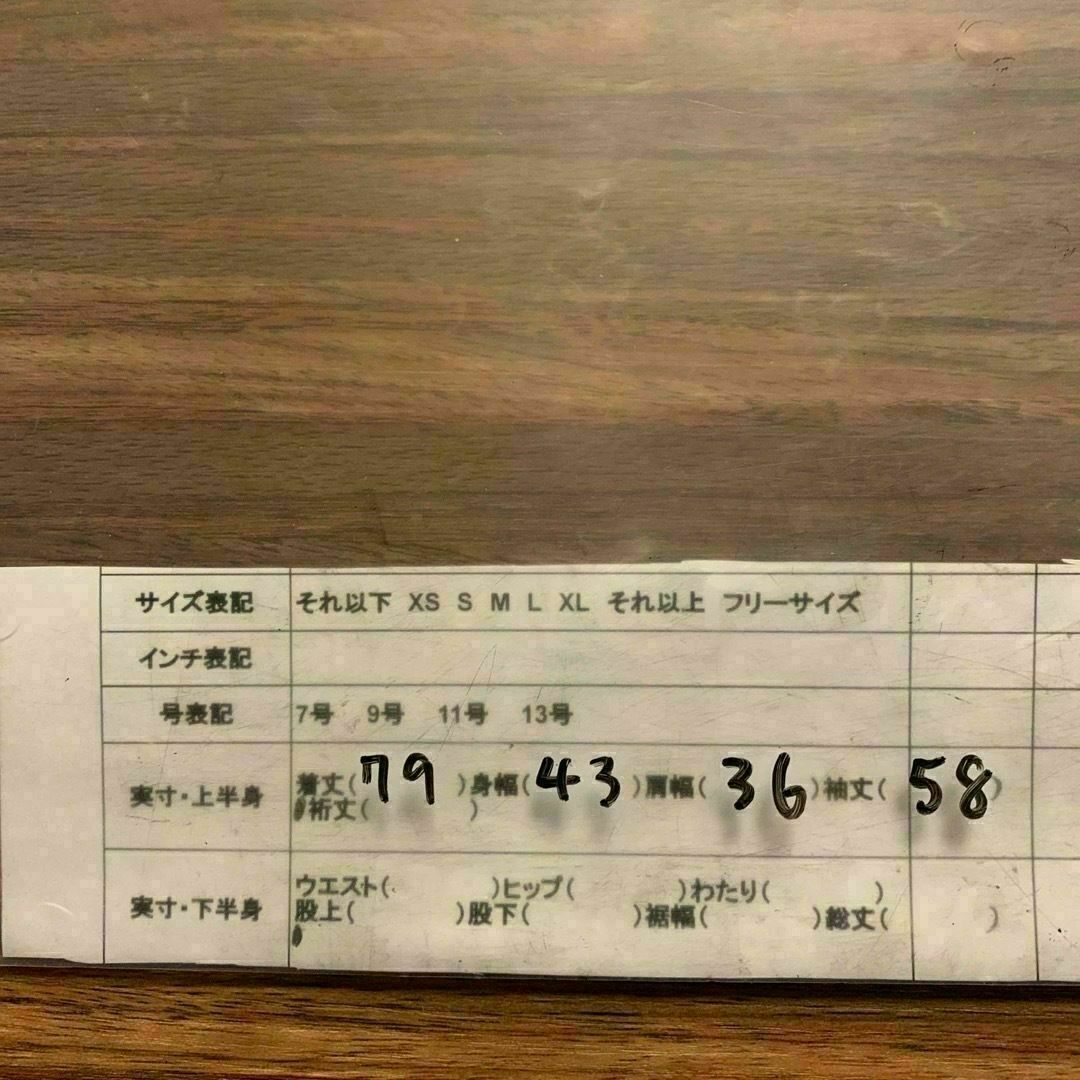 サイズ表記 それ以下 XS S M L XL それ以上 フリーサイズ
インチ表記
号表記 7号 9号 11号 13号
実寸・上半身 着丈(79 )身幅(43 )肩幅( 36 )袖丈( 58 )
裄丈( )
実寸・下半身 ウエスト( )ヒップ( )わたり( )
股上( )股下( )裾幅( )総丈( )